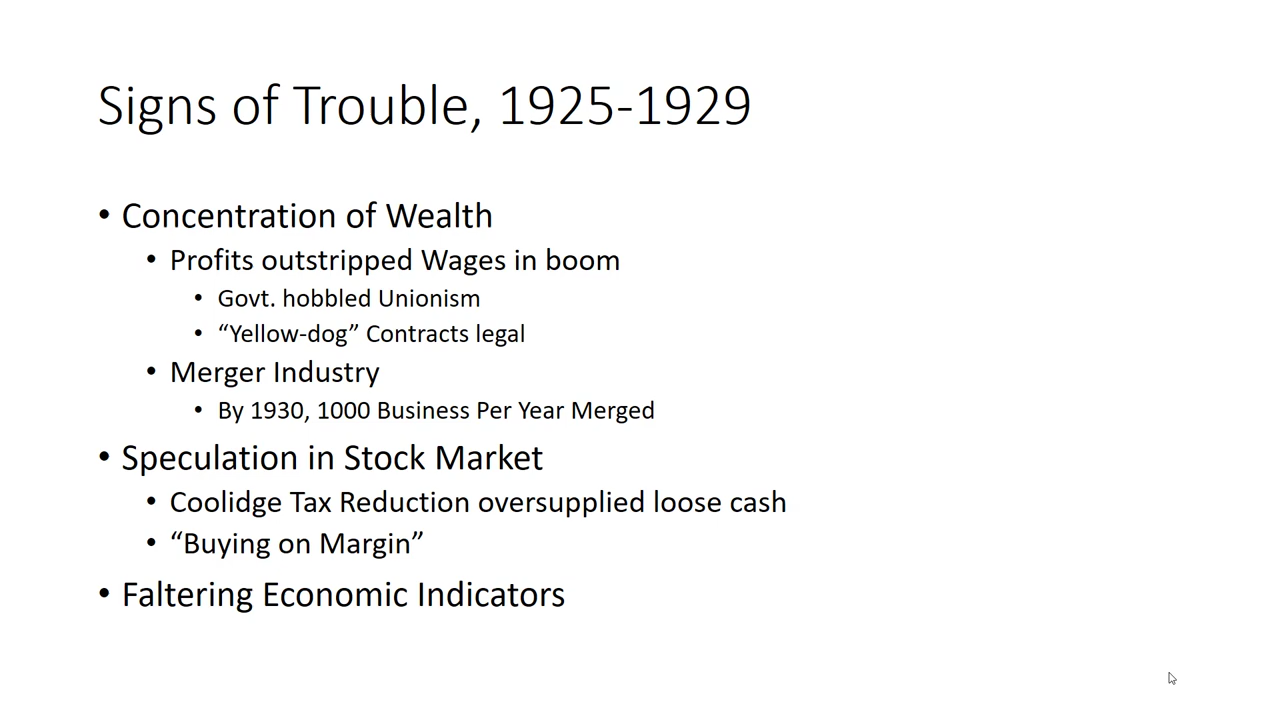 Signs of Trouble, 1925-1929
• Concentration of Wealth
• Profits outstripped Wages in boom
• Govt. hobbled Unionism
• “Yellow-dog” Contracts legal
• Merger Industry
• By 1930, 1000 Business Per Year Merged
• Speculation in Stock Market
• Coolidge Tax Reduction oversupplied loose cash
• “Buying on Margin”
• Faltering Economic Indicators